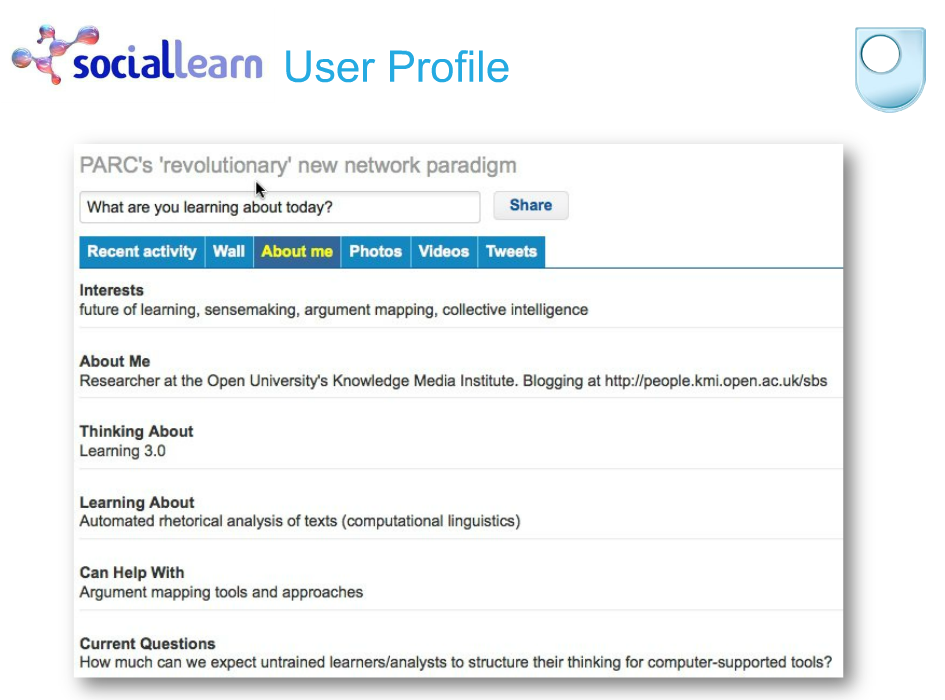 sociallearn User Profile
PARC's 'revolutionary' new network paradigm
What are you learning about today? Share
Recent activity Wall About me Photos Videos Tweets
Interests
future of learning, sensemaking, argument mapping, collective intelligence
About Me
Researcher at the Open University's Knowledge Media Institute. Blogging at http://people.kmi.open.ac.uk/sbs
Thinking About
Learning 3.0
Learning About
Automated rhetorical analysis of texts (computational linguistics)
Can Help With
Argument mapping tools and approaches
Current Questions
How much can we expect untrained learners/analysts to structure their thinking for computer-supported tools?